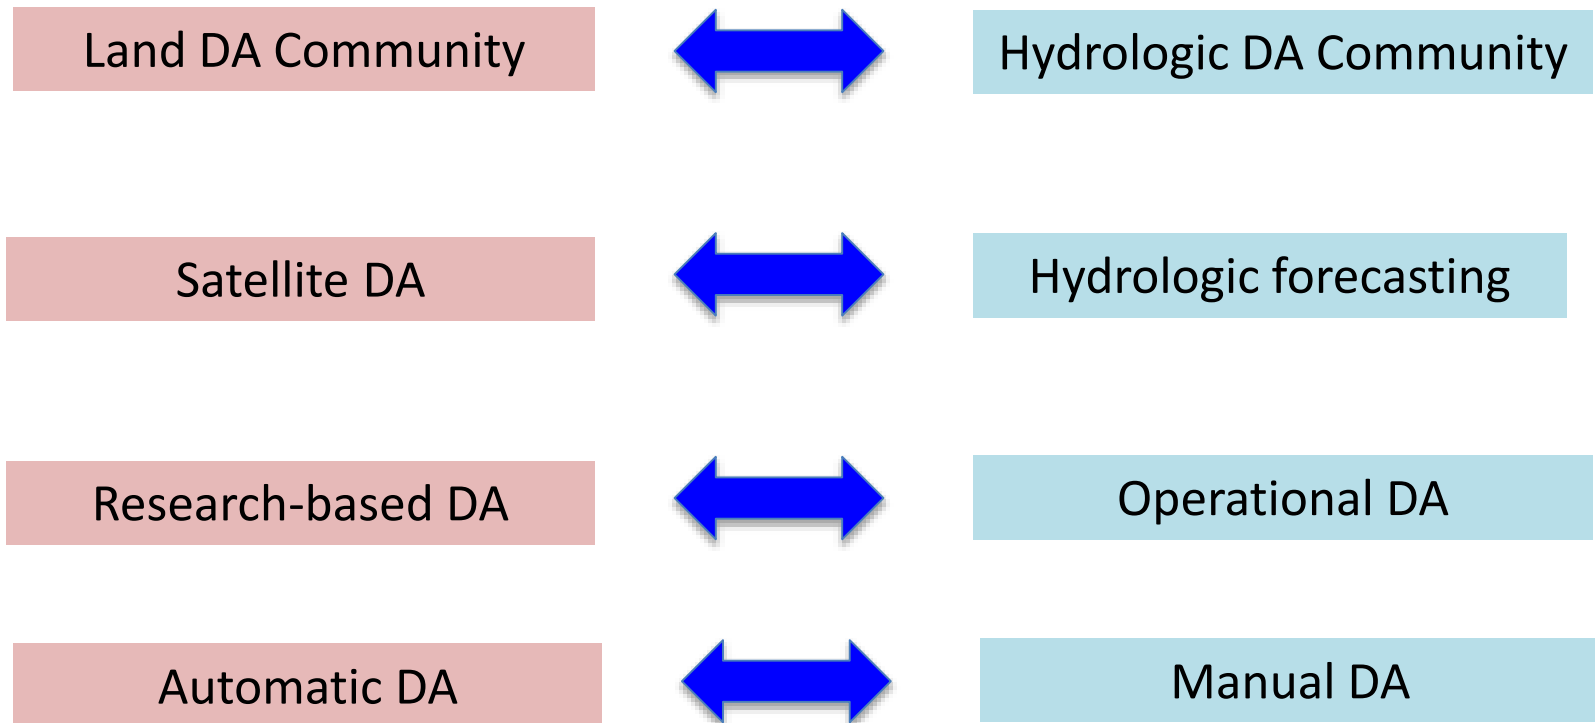 Land DA Community
Hydrologic DA Community
Satellite DA
Hydrologic forecasting
Research-based DA
Operational DA
Automatic DA
Manual DA